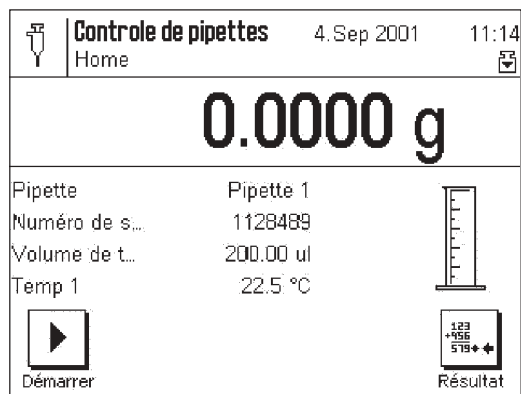 Controle de pipettes 4.Sep 2001 11:14
Home
0.0000 g
Pipette Pipette 1
Numéro de s... 1128489
Volume de t... 200.00 ul
Temp 1 22.5 °C
123
+456
579
Démarrer Résultat